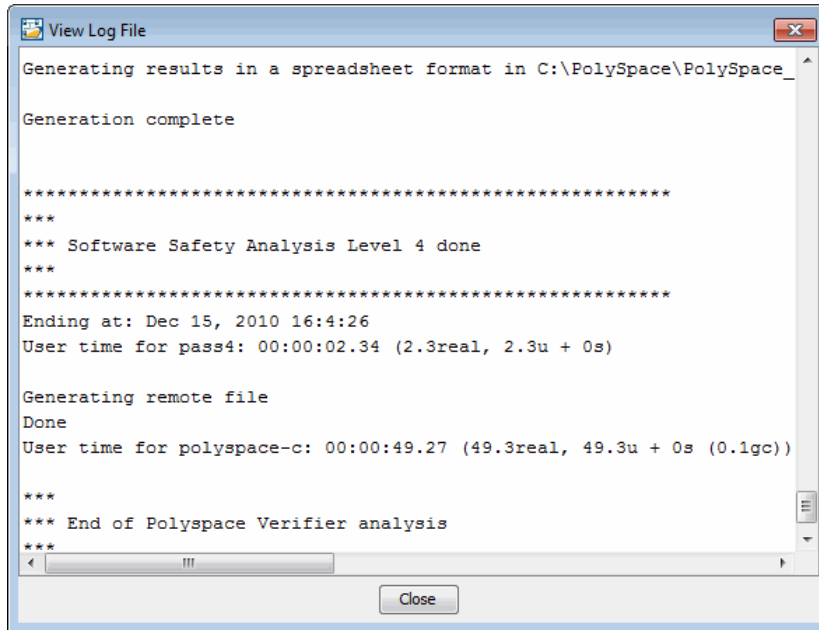 View Log File
Generating results in a spreadsheet format in C:\PolySpace\PolySpace_
Generation complete
**********************************************************
***
*** Software Safety Analysis Level 4 done
***
**********************************************************
Ending at: Dec 15, 2010 16:4:26
User time for pass4: 00:00:02.34 (2.3real, 2.3u + 0s)
Generating remote file
Done
User time for polyspace-c: 00:00:49.27 (49.3real, 49.3u + 0s (0.1gc))
***
*** End of Polyspace Verifier analysis
***
Close